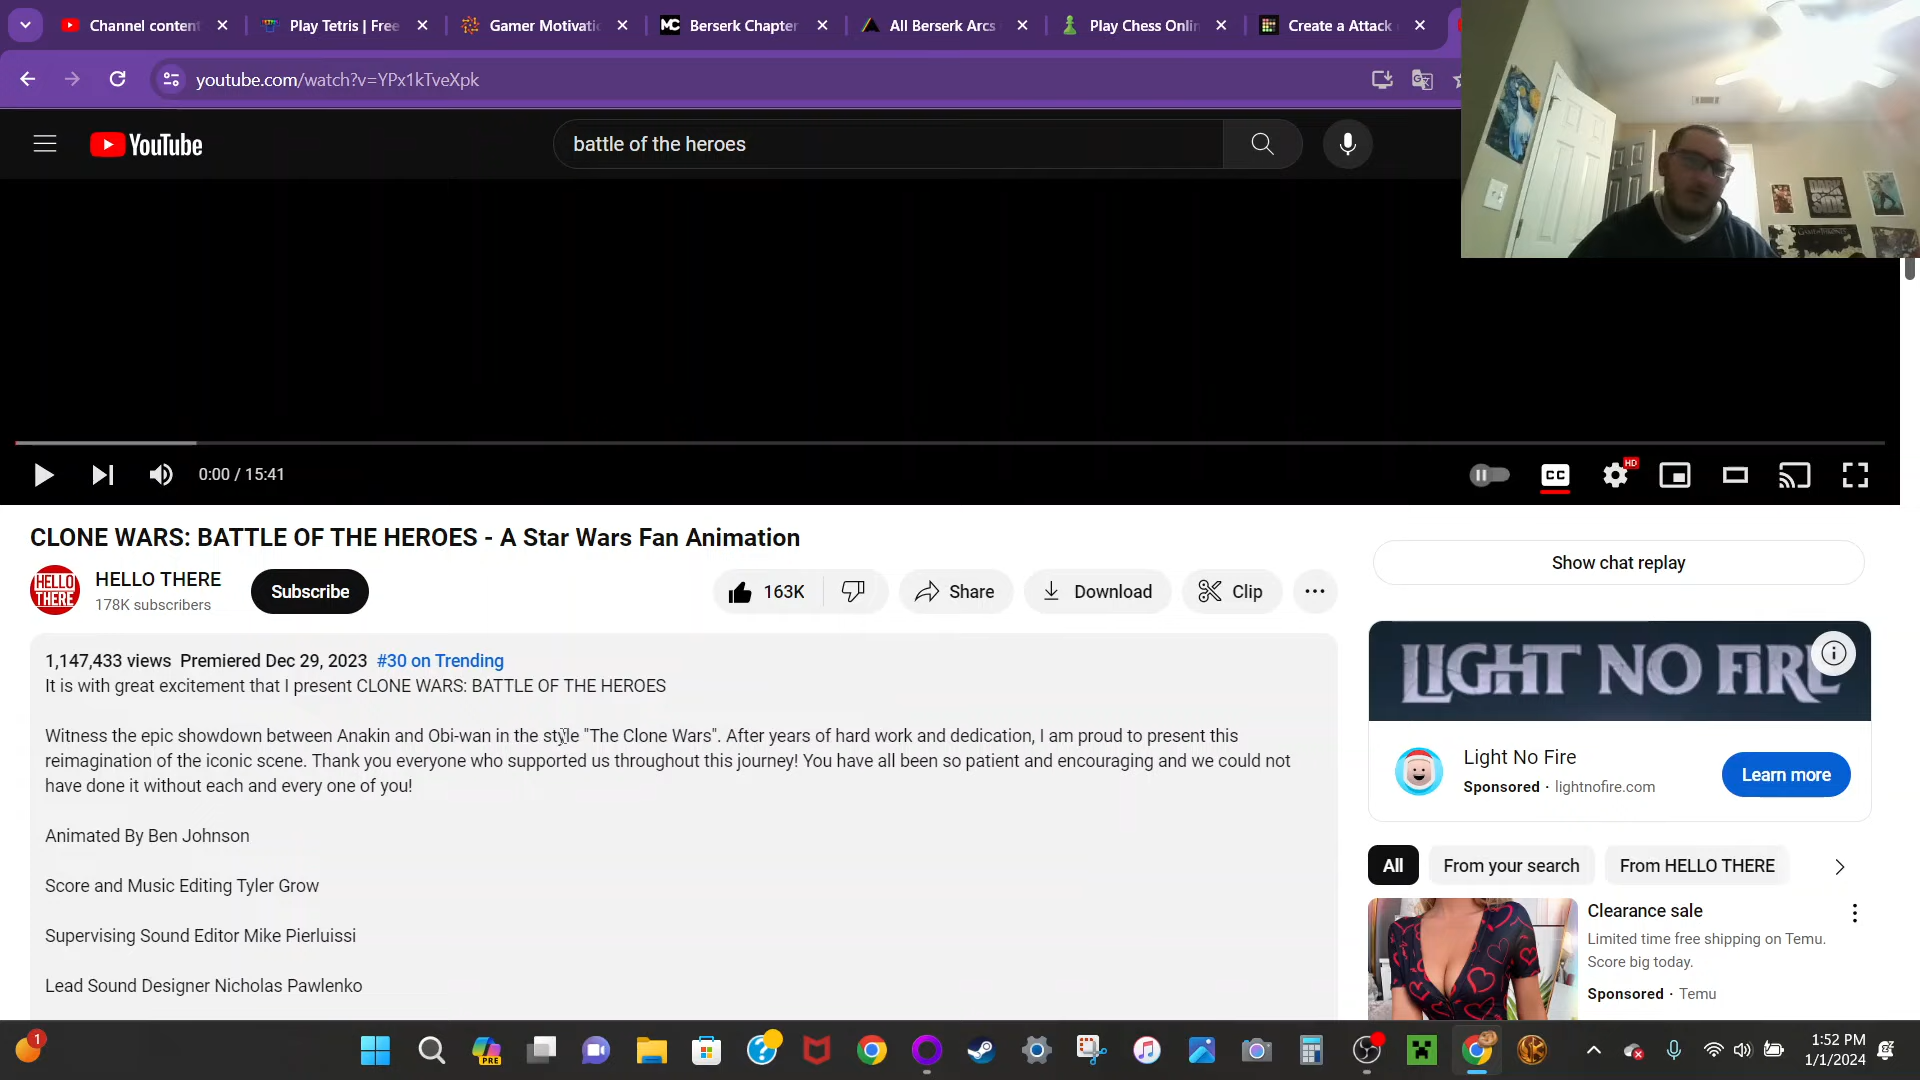 Channel content
Play Tetris | Free
Gamer Motivatio
MC
Berserk Chapter
All Berserk Arcs
Play Chess Onlin
Create a Attack
youtube.com/watch?v=YPx1kTveXpk
YouTube
battle of the heroes
DARK
SIDE
0:00 / 15:41
CC
HD
CLONE WARS: BATTLE OF THE HEROES - A Star Wars Fan Animation
HELLO THERE
HELLO THERE
178K subscribers
Subscribe
163K
Share
Download
Clip
1,147,433 views Premiered Dec 29, 2023 #30 on Trending
It is with great excitement that I present CLONE WARS: BATTLE OF THE HEROES
Witness the epic showdown between Anakin and Obi-wan in the style "The Clone Wars". After years of hard work and dedication, I am proud to present this
reimagination of the iconic scene. Thank you everyone who supported us throughout this journey! You have all been so patient and encouraging and we could not
have done it without each and every one of you!
Animated By Ben Johnson
Score and Music Editing Tyler Grow
Supervising Sound Editor Mike Pierluissi
Lead Sound Designer Nicholas Pawlenko
Show chat replay
LIGHT NO FIRE
Light No Fire
Sponsored · lightnofire.com
Learn more
All
From your search
From HELLO THERE
Clearance sale
Limited time free shipping on Temu.
Score big today.
Sponsored · Temu
1
PRE
1:52 PM
1/1/2024